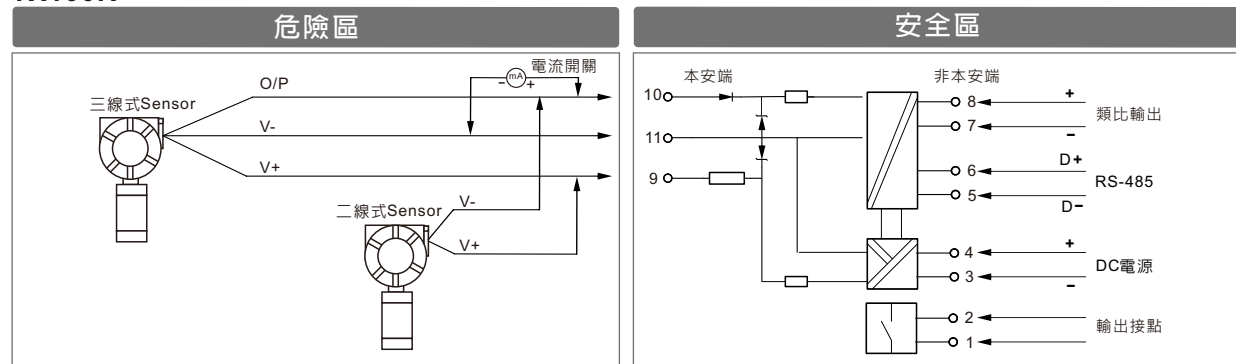 危險區
安全區
三線式Sensor
O/P
V-
V+
電流開關
-
mA
+
二線式Sensor
V-
V+
本安端
非本安端
10
11
9
8
+
7
-
類比輸出
6
D+
5
D-
RS-485
4
+
3
-
DC電源
2
1
輸出接點